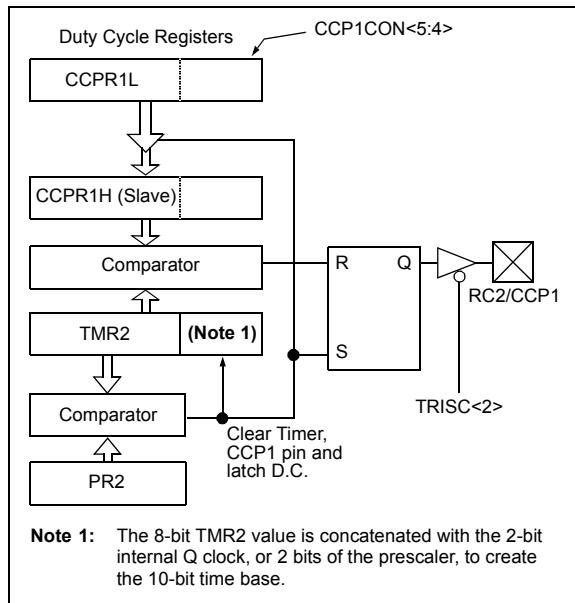 Duty Cycle Registers
CCP1CON<5:4>
CCPR1L
CCPR1H (Slave)
Comparator
R
Q
RC2/CCP1
TMR2
(Note 1)
S
TRISC<2>
Comparator
Clear Timer,
CCP1 pin and
latch D.C.
PR2
Note 1: The 8-bit TMR2 value is concatenated with the 2-bit
internal Q clock, or 2 bits of the prescaler, to create
the 10-bit time base.